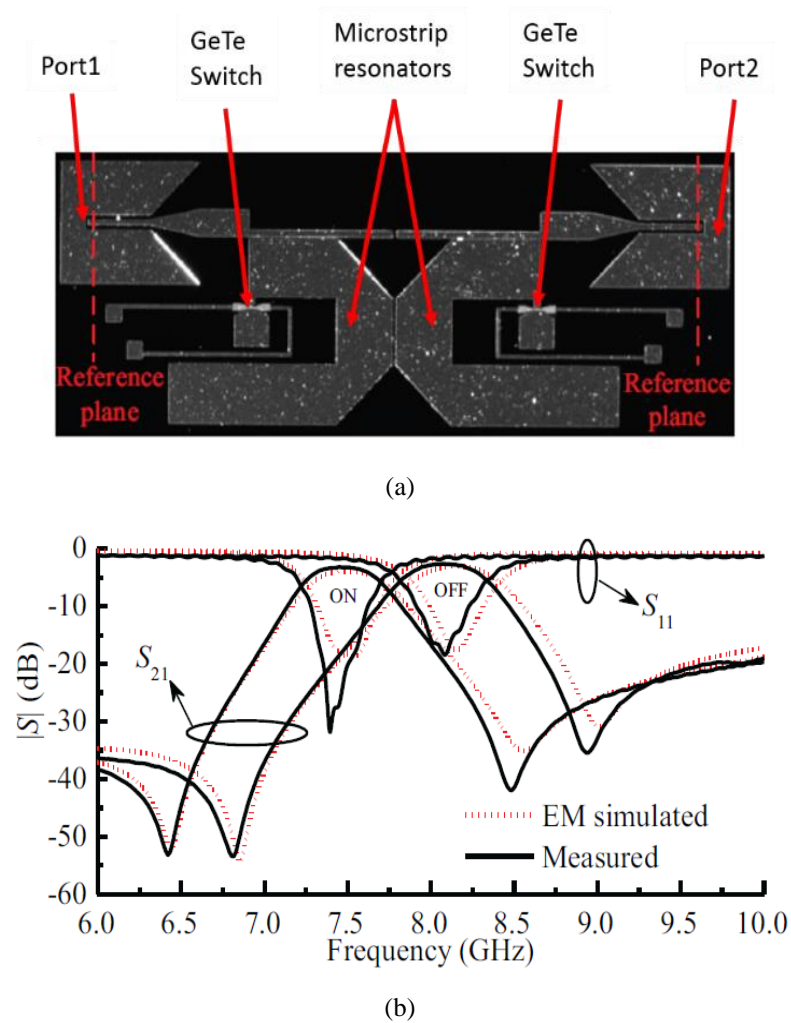 Port1
GeTe
Switch
Microstrip
resonators
GeTe
Switch
Port2
Reference
plane
Reference
plane
(a)
0
-10
-20
-30
-40
-50
-60
|S| (dB)
ON
OFF
S11
S21
EM simulated
Measured
6.0 6.5 7.0 7.5 8.0 8.5 9.0 9.5 10.0
Frequency (GHz)
(b)